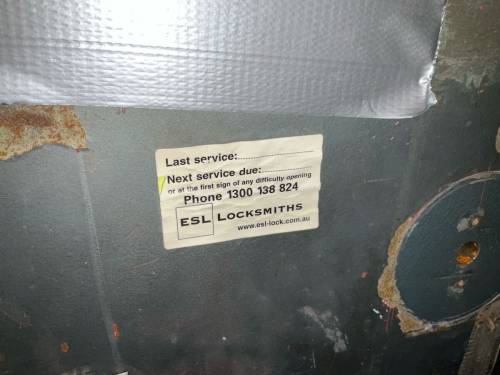 Last service:....................
Next service due:..............
or at the first sign of any difficulty opening
Phone 1300 138 824
ESL LOCKSMITHS
www.esl-lock.com.au